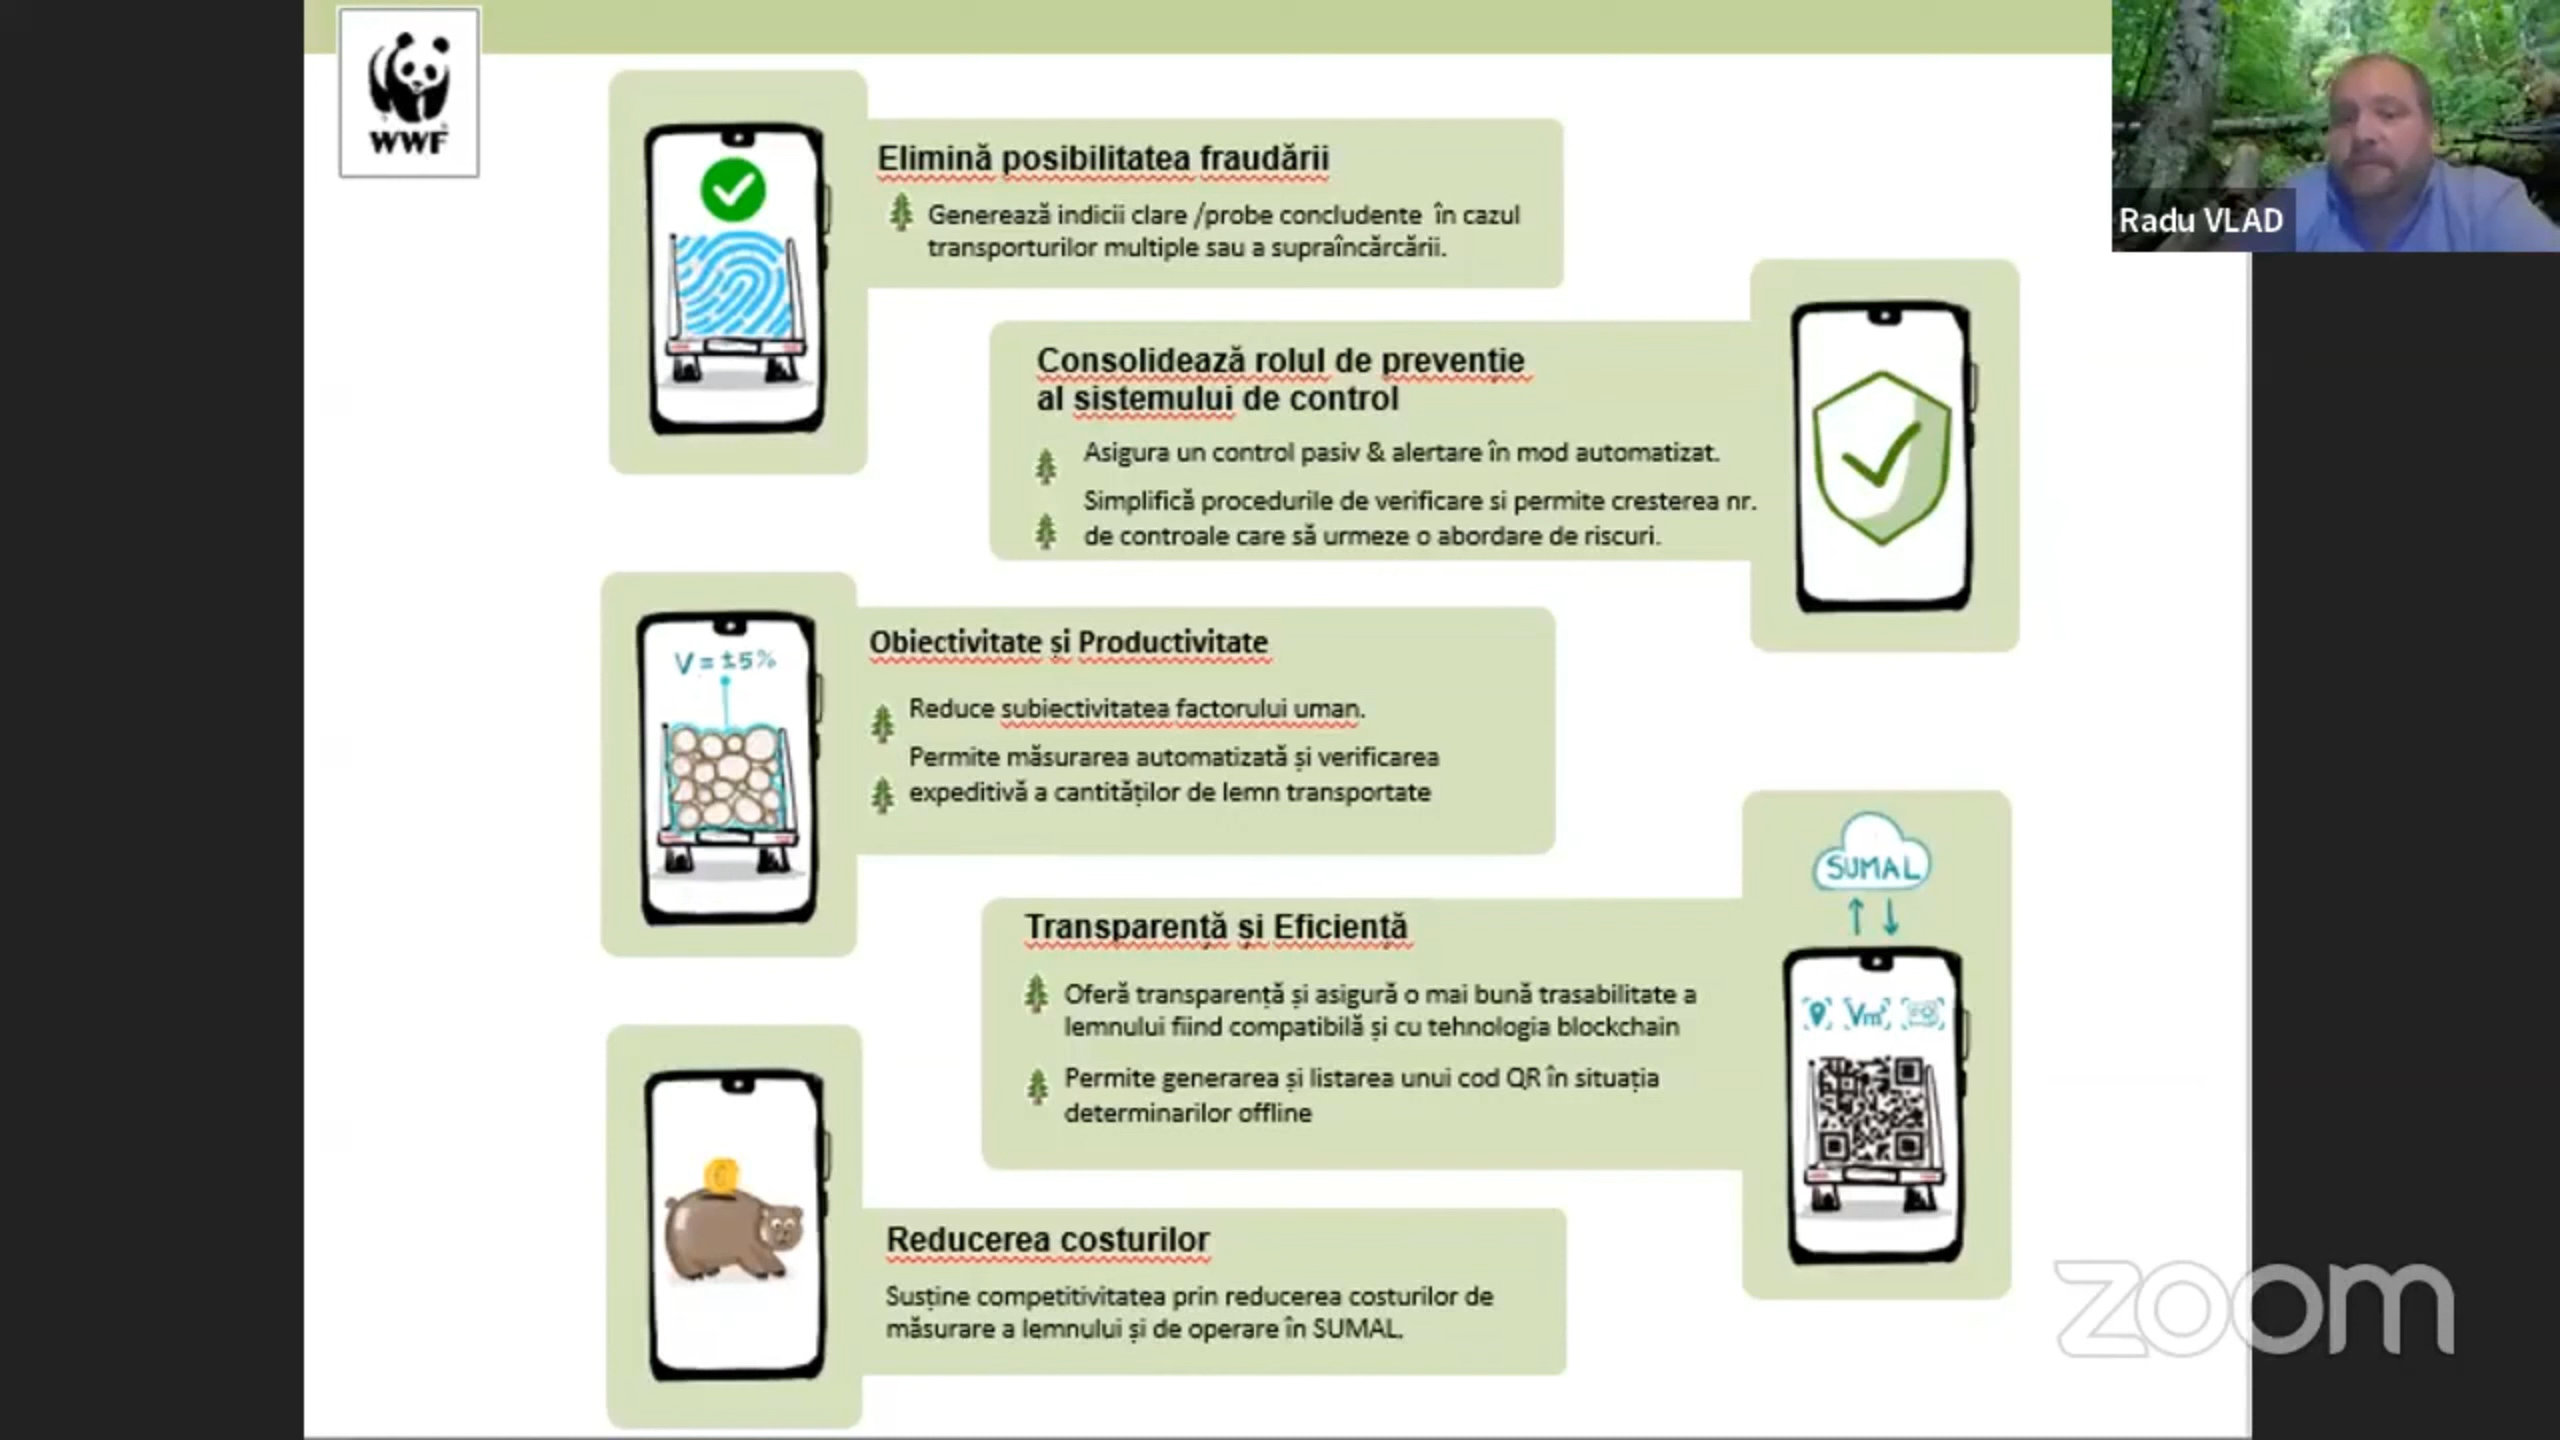 WWF
Radu VLAD
Elimină posibilitatea fraudării
Generează indicii clare /probe concludente în cazul
transporturilor multiple sau a supraîncărcării.
Consolidează rolul de prevenție
al sistemului de control
Asigura un control pasiv & alertare în mod automatizat.
Simplifică procedurile de verificare si permite cresterea nr.
de controale care să urmeze o abordare de riscuri.
V = ±5%
Obiectivitate și Productivitate
Reduce subiectivitatea factorului uman.
Permite măsurarea automatizată și verificarea
expeditivă a cantităților de lemn transportate
SUMAL
Transparență și Eficiență
Oferă transparență și asigură o mai bună trasabilitate a
lemnului fiind compatibilă și cu tehnologia blockchain
Permite generarea și listarea unui cod QR în situația
determinarilor offline
Reducerea costurilor
Susține competitivitatea prin reducerea costurilor de
măsurare a lemnului și de operare în SUMAL.
zoom